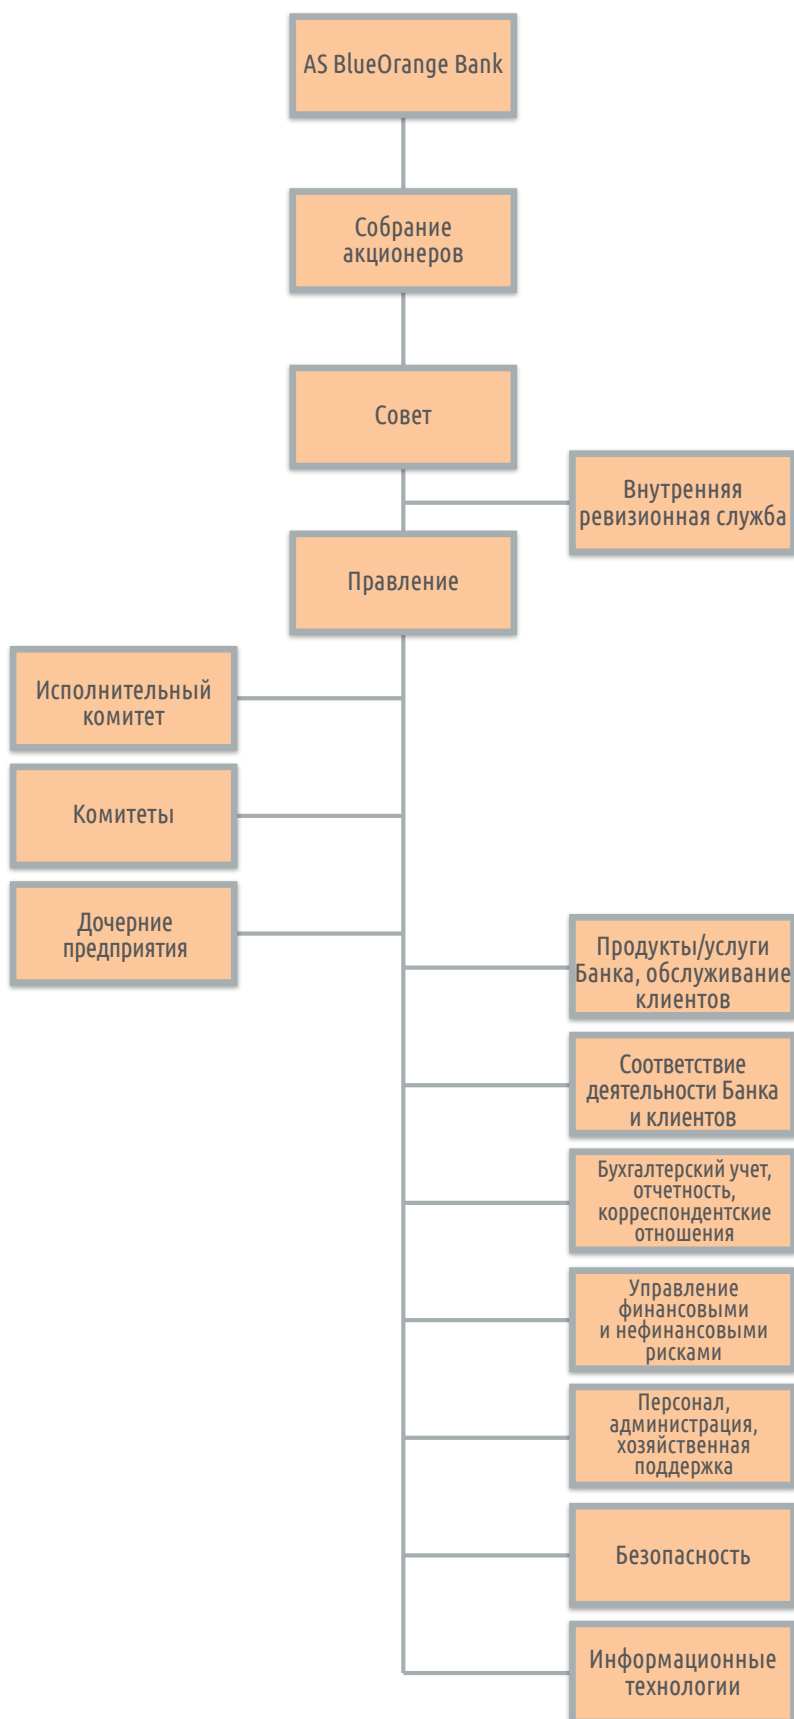 AS BlueOrange Bank
Собрание
акционеров
Совет
Внутренняя
ревизионная служба
Правление
Исполнительный
комитет
Комитеты
Дочерние
предприятия
Продукты/услуги
Банка, обслуживание
клиентов
Соответствие
деятельности Банка
и клиентов
Бухгалтерский учет,
отчетность,
корреспондентские
отношения
Управление
финансовыми
и нефинансовыми
рисками
Персонал,
администрация,
хозяйственная
поддержка
Безопасность
Информационные
технологии